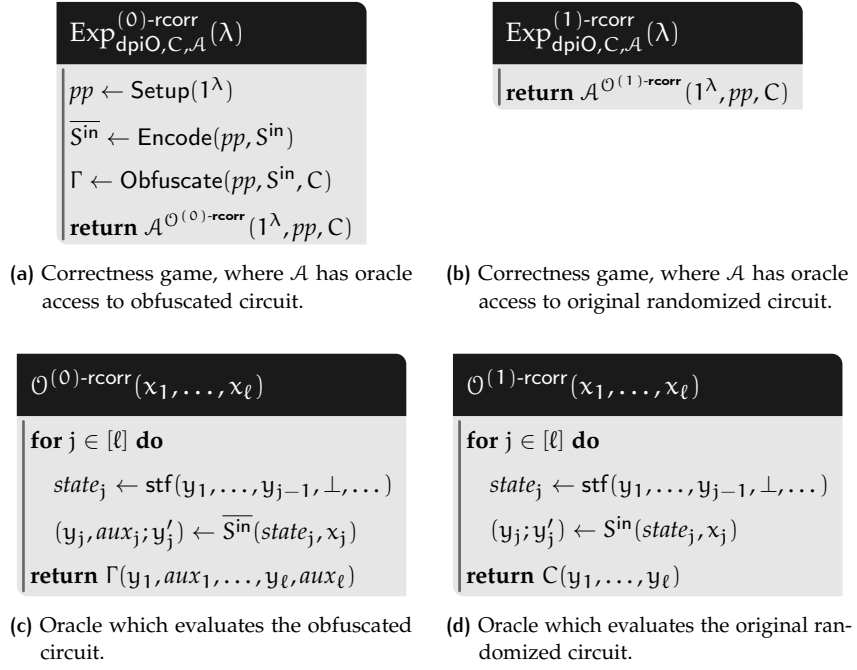 Exp^{(0)-rcorr}_{dpiO,C,𝒜}(λ)
pp ← Setup(1^λ)
\overline{S^{in}} ← Encode(pp, S^{in})
Γ ← Obfuscate(pp, S^{in}, C)
return 𝒜^{𝒪^{(0)-rcorr}}(1^λ, pp, C)
(a) Correctness game, where 𝒜 has oracle
access to obfuscated circuit.
Exp^{(1)-rcorr}_{dpiO,C,𝒜}(λ)
return 𝒜^{𝒪^{(1)-rcorr}}(1^λ, pp, C)
(b) Correctness game, where 𝒜 has oracle
access to original randomized circuit.
𝒪^{(0)-rcorr}(x_1, …, x_ℓ)
for j ∈ [ℓ] do
state_j ← stf(y_1, …, y_{j−1}, ⊥, …)
(y_j, aux_j; y′_j) ← \overline{S^{in}}(state_j, x_j)
return Γ(y_1, aux_1, …, y_ℓ, aux_ℓ)
(c) Oracle which evaluates the obfuscated
circuit.
𝒪^{(1)-rcorr}(x_1, …, x_ℓ)
for j ∈ [ℓ] do
state_j ← stf(y_1, …, y_{j−1}, ⊥, …)
(y_j; y′_j) ← S^{in}(state_j, x_j)
return C(y_1, …, y_ℓ)
(d) Oracle which evaluates the original ran-
domized circuit.